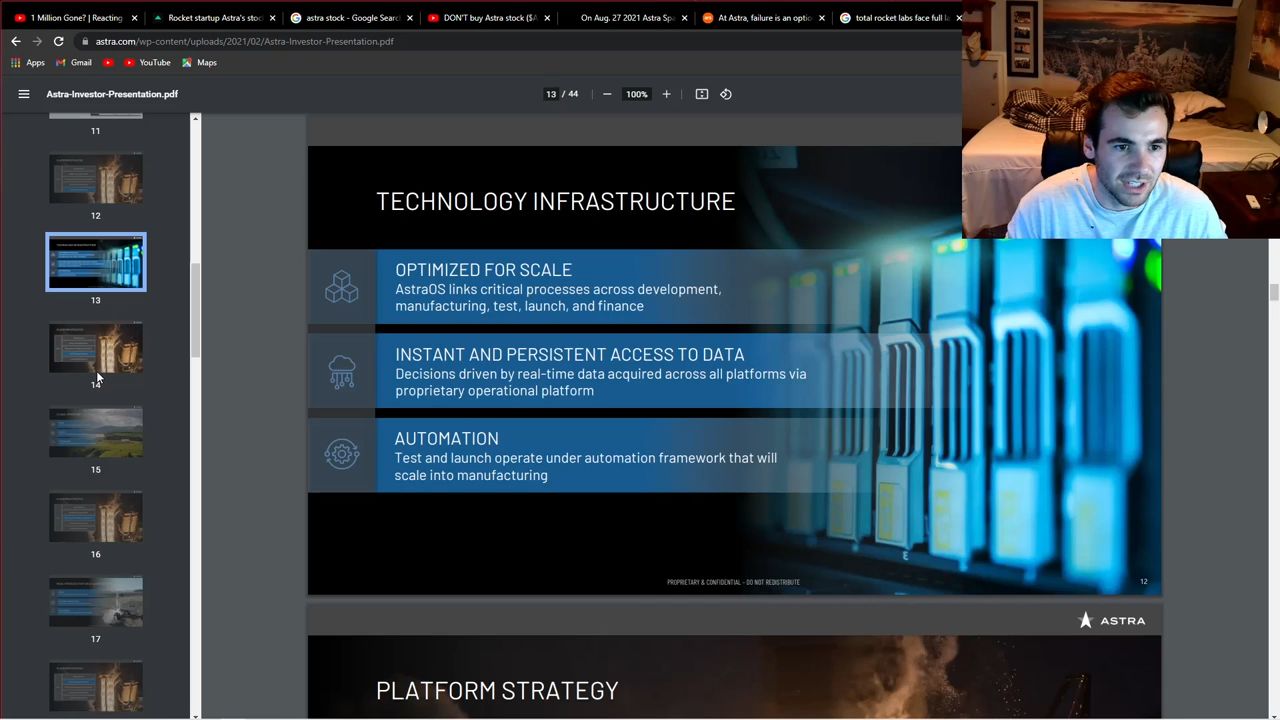 1 Million Gone? | Reacting
Rocket startup Astra's stoc
astra stock - Google Searc
DON'T buy Astra stock ($A
On Aug. 27 2021 Astra Spa
At Astra, failure is an optio
total rocket labs face full la
astra.com/wp-content/uploads/2021/02/Astra-Investor-Presentation.pdf
Apps
Gmail
YouTube
Maps
Astra-Investor-Presentation.pdf
13 / 44
100%
11
12
13
14
15
16
17
TECHNOLOGY INFRASTRUCTURE
OPTIMIZED FOR SCALE
AstraOS links critical processes across development,
manufacturing, test, launch, and finance
INSTANT AND PERSISTENT ACCESS TO DATA
Decisions driven by real-time data acquired across all platforms via
proprietary operational platform
AUTOMATION
Test and launch operate under automation framework that will
scale into manufacturing
PROPRIETARY & CONFIDENTIAL - DO NOT REDISTRIBUTE
12
ASTRA
PLATFORM STRATEGY